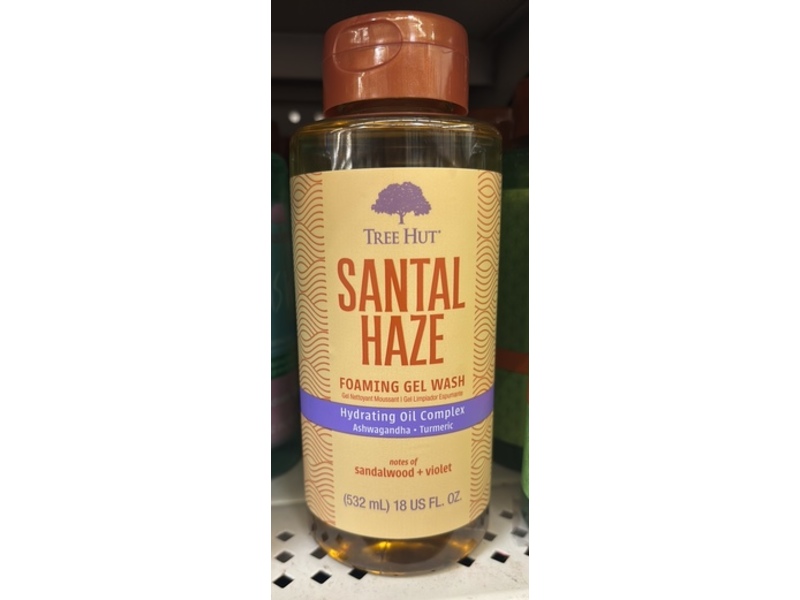 TREE HUT
SANTAL
HAZE
FOAMING GEL WASH
Gel Nettoyant Moussant | Gel Limpiador Espumante
Hydrating Oil Complex
Ashwagandha • Turmeric
notes of
sandalwood + violet
(532 mL) 18 US FL. OZ.